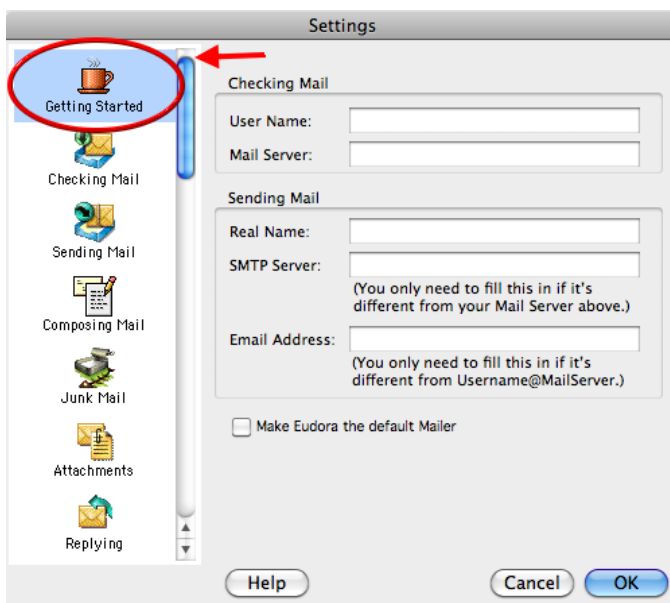 Settings
Getting Started
Checking Mail
Sending Mail
Composing Mail
Junk Mail
Attachments
Replying
Checking Mail
User Name:
Mail Server:
Sending Mail
Real Name:
SMTP Server:
(You only need to fill this in if it's
different from your Mail Server above.)
Email Address:
(You only need to fill this in if it's
different from Username@MailServer.)
Make Eudora the default Mailer
Help
Cancel
OK